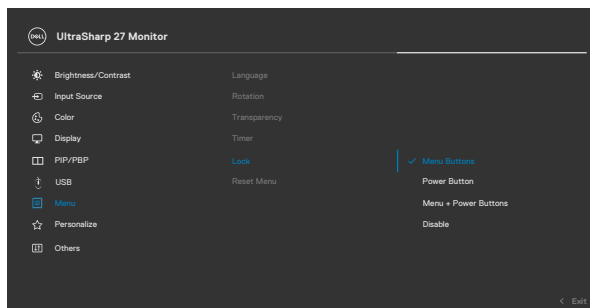 DELL UltraSharp 27 Monitor
Brightness/Contrast
Language
Input Source
Rotation
Color
Transparency
Display
Timer
PIP/PBP
Lock
Menu Buttons
USB
Reset Menu
Power Button
Menu
Menu + Power Buttons
Personalize
Disable
Others
< Exit